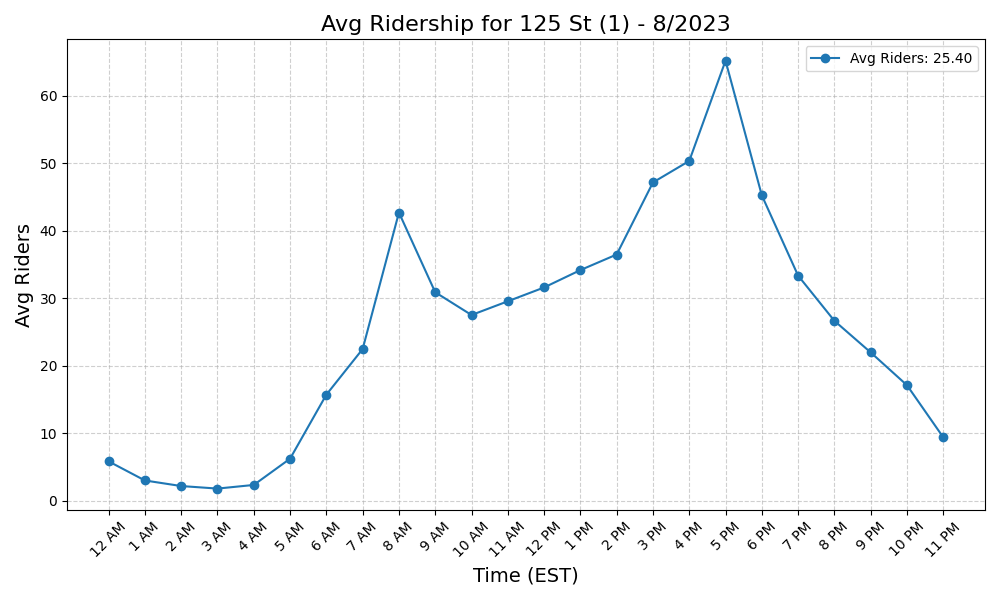 Avg Ridership for 125 St (1) - 8/2023
Avg Riders: 25.40
Avg Riders
60
50
40
30
20
10
0
12 AM 1 AM 2 AM 3 AM 4 AM 5 AM 6 AM 7 AM 8 AM 9 AM 10 AM 11 AM 12 PM 1 PM 2 PM 3 PM 4 PM 5 PM 6 PM 7 PM 8 PM 9 PM 10 PM 11 PM
Time (EST)